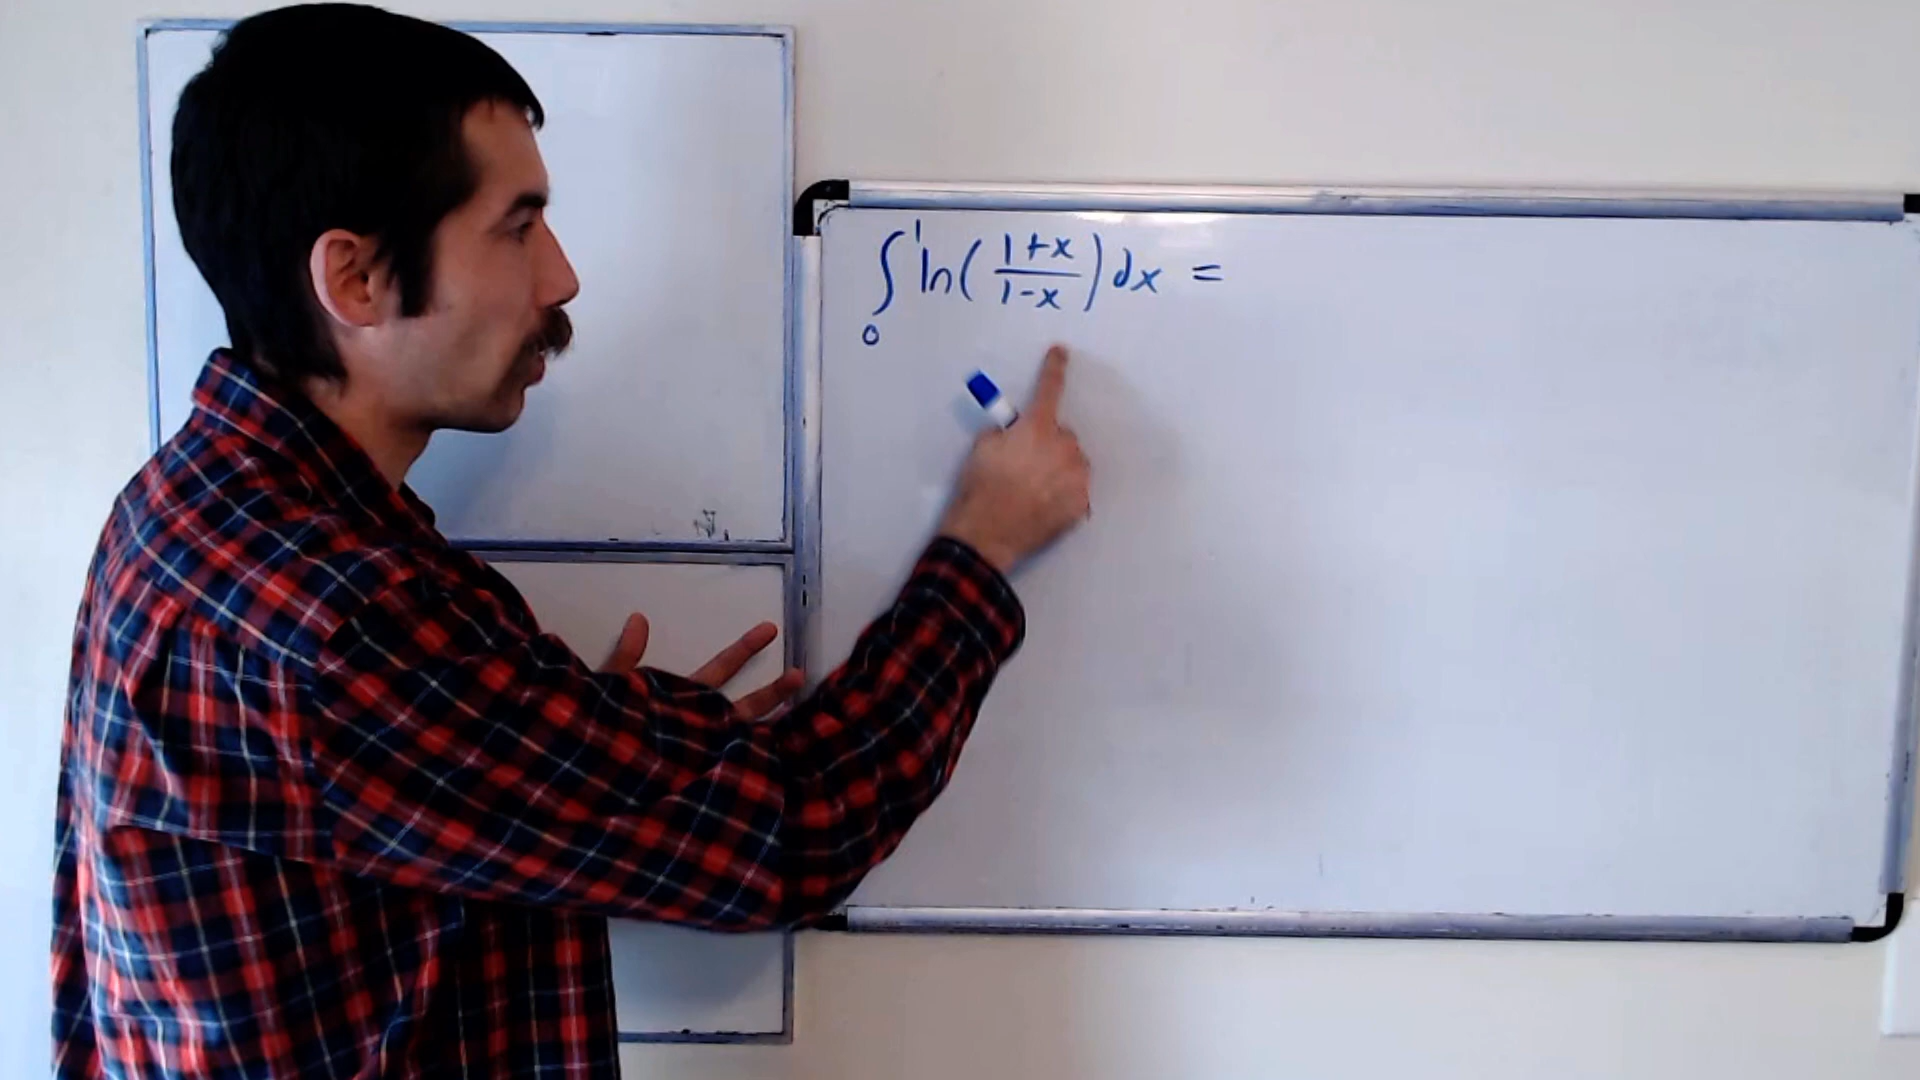 ∫₀¹ ln((1+x)/(1-x)) dx =